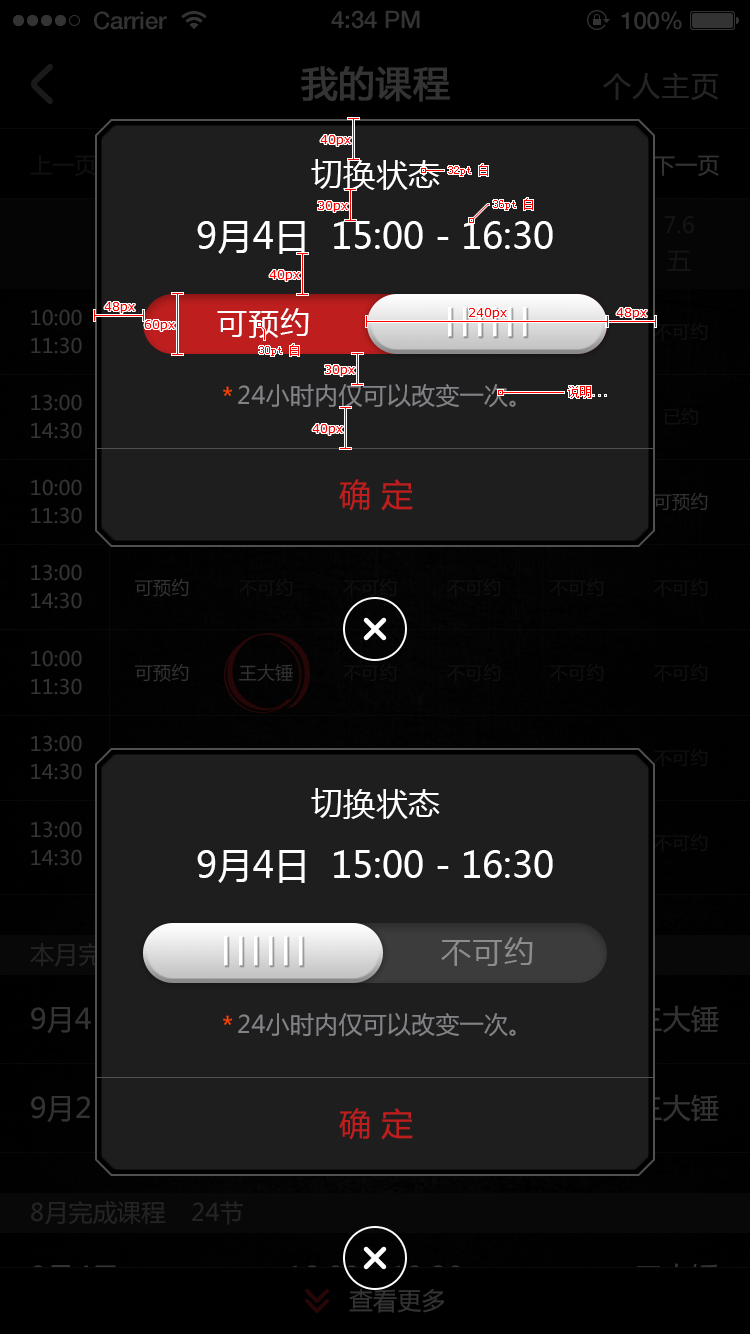 Carrier 4:34 PM 100%
我的课程 个人主页
上一页 下一页
40px
切换状态 32pt 白
30px 36pt 白
9月4日 15:00 - 16:30
7.6
五
40px
48px 240px 48px
60px 可预约
30pt 白
10:00
11:30 不可约
30px
*24小时内仅可以改变一次。 说明...
40px
13:00
14:30 已约
确 定
10:00
11:30 可预约
13:00
14:30 可预约 不可约 不可约 不可约 不可约 不可约
10:00
11:30 可预约 王大锤 不可约 不可约 不可约 不可约
13:00
14:30 不可约
切换状态
13:00
14:30 不可约
9月4日 15:00 - 16:30
不可约
本月完
*24小时内仅可以改变一次。
9月4 王大锤
9月2 王大锤
确 定
8月完成课程 24节
查看更多